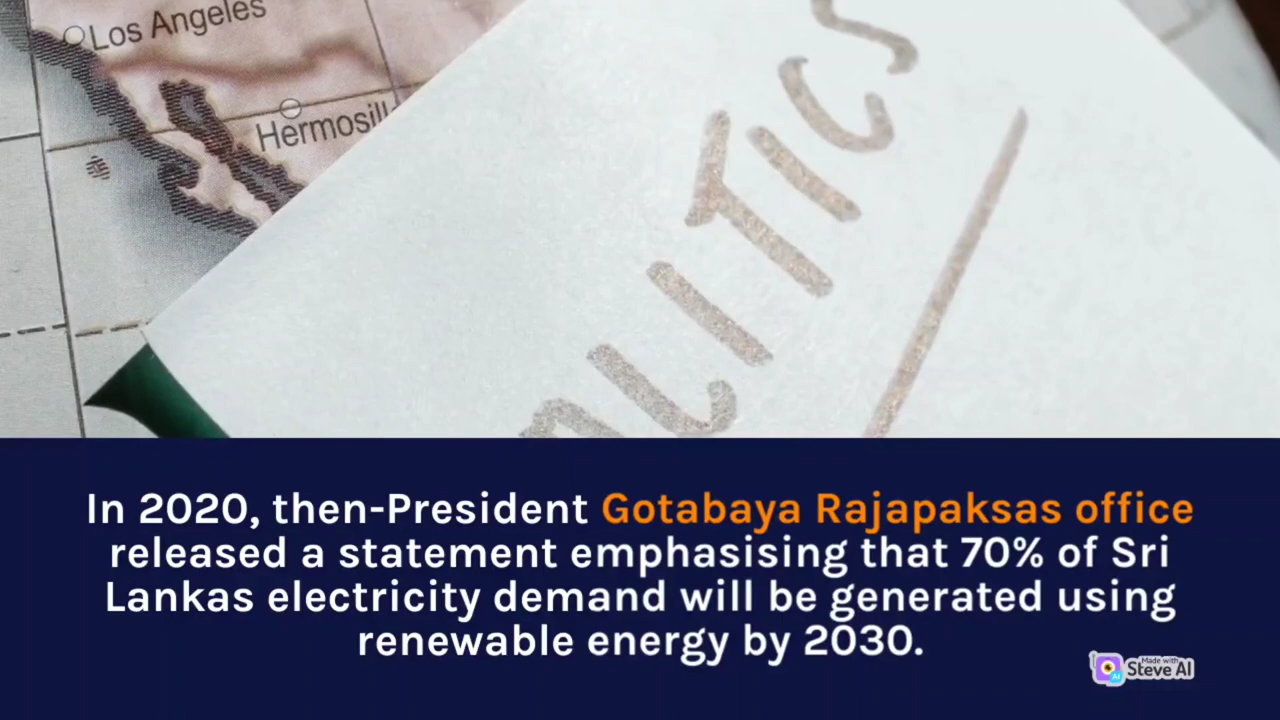 Los Angeles
Hermosill
LITICS
In 2020, then-President Gotabaya Rajapaksas office
released a statement emphasising that 70% of Sri
Lankas electricity demand will be generated using
renewable energy by 2030.
Made with
Steve AI